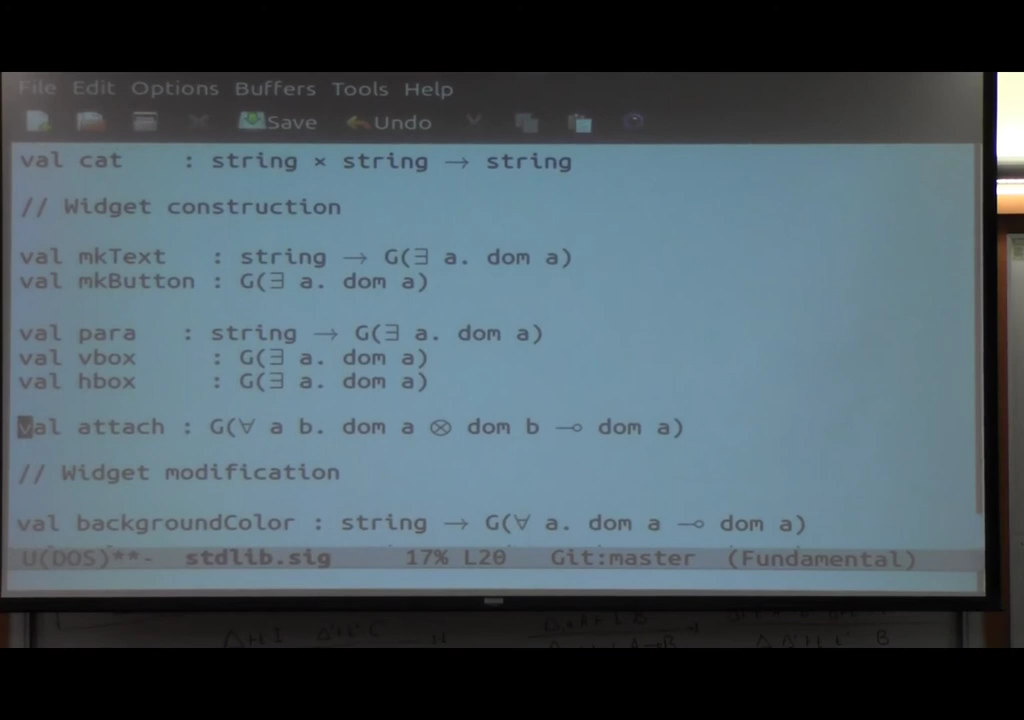 File Edit Options Buffers Tools Help
Save Undo
val cat : string × string → string
// Widget construction
val mkText : string → G(∃ a. dom a)
val mkButton : G(∃ a. dom a)
val para : string → G(∃ a. dom a)
val vbox : G(∃ a. dom a)
val hbox : G(∃ a. dom a)
val attach : G(∀ a b. dom a ⊗ dom b ⊸ dom a)
// Widget modification
val backgroundColor : string → G(∀ a. dom a ⊸ dom a)
U(DOS)**- stdlib.sig 17% L20 Git:master (Fundamental)